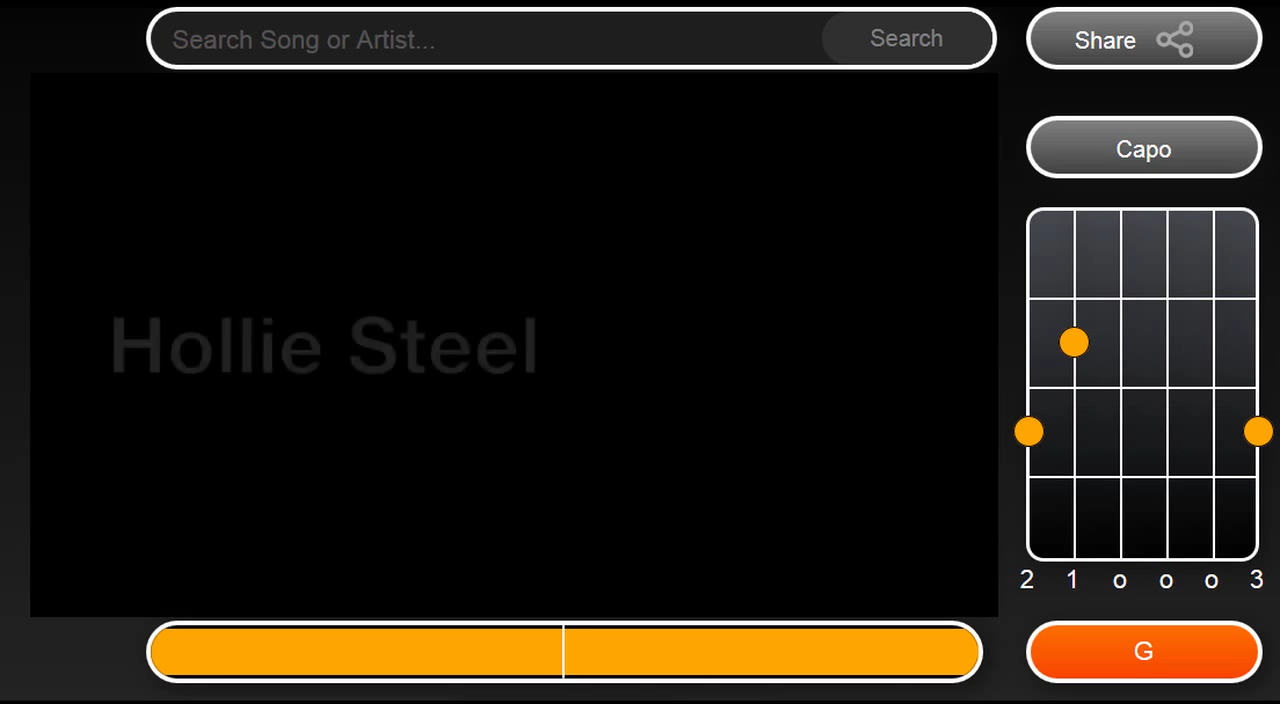 Search Song or Artist... Search Share
Capo
Hollie Steel
2 1 o o o 3
G